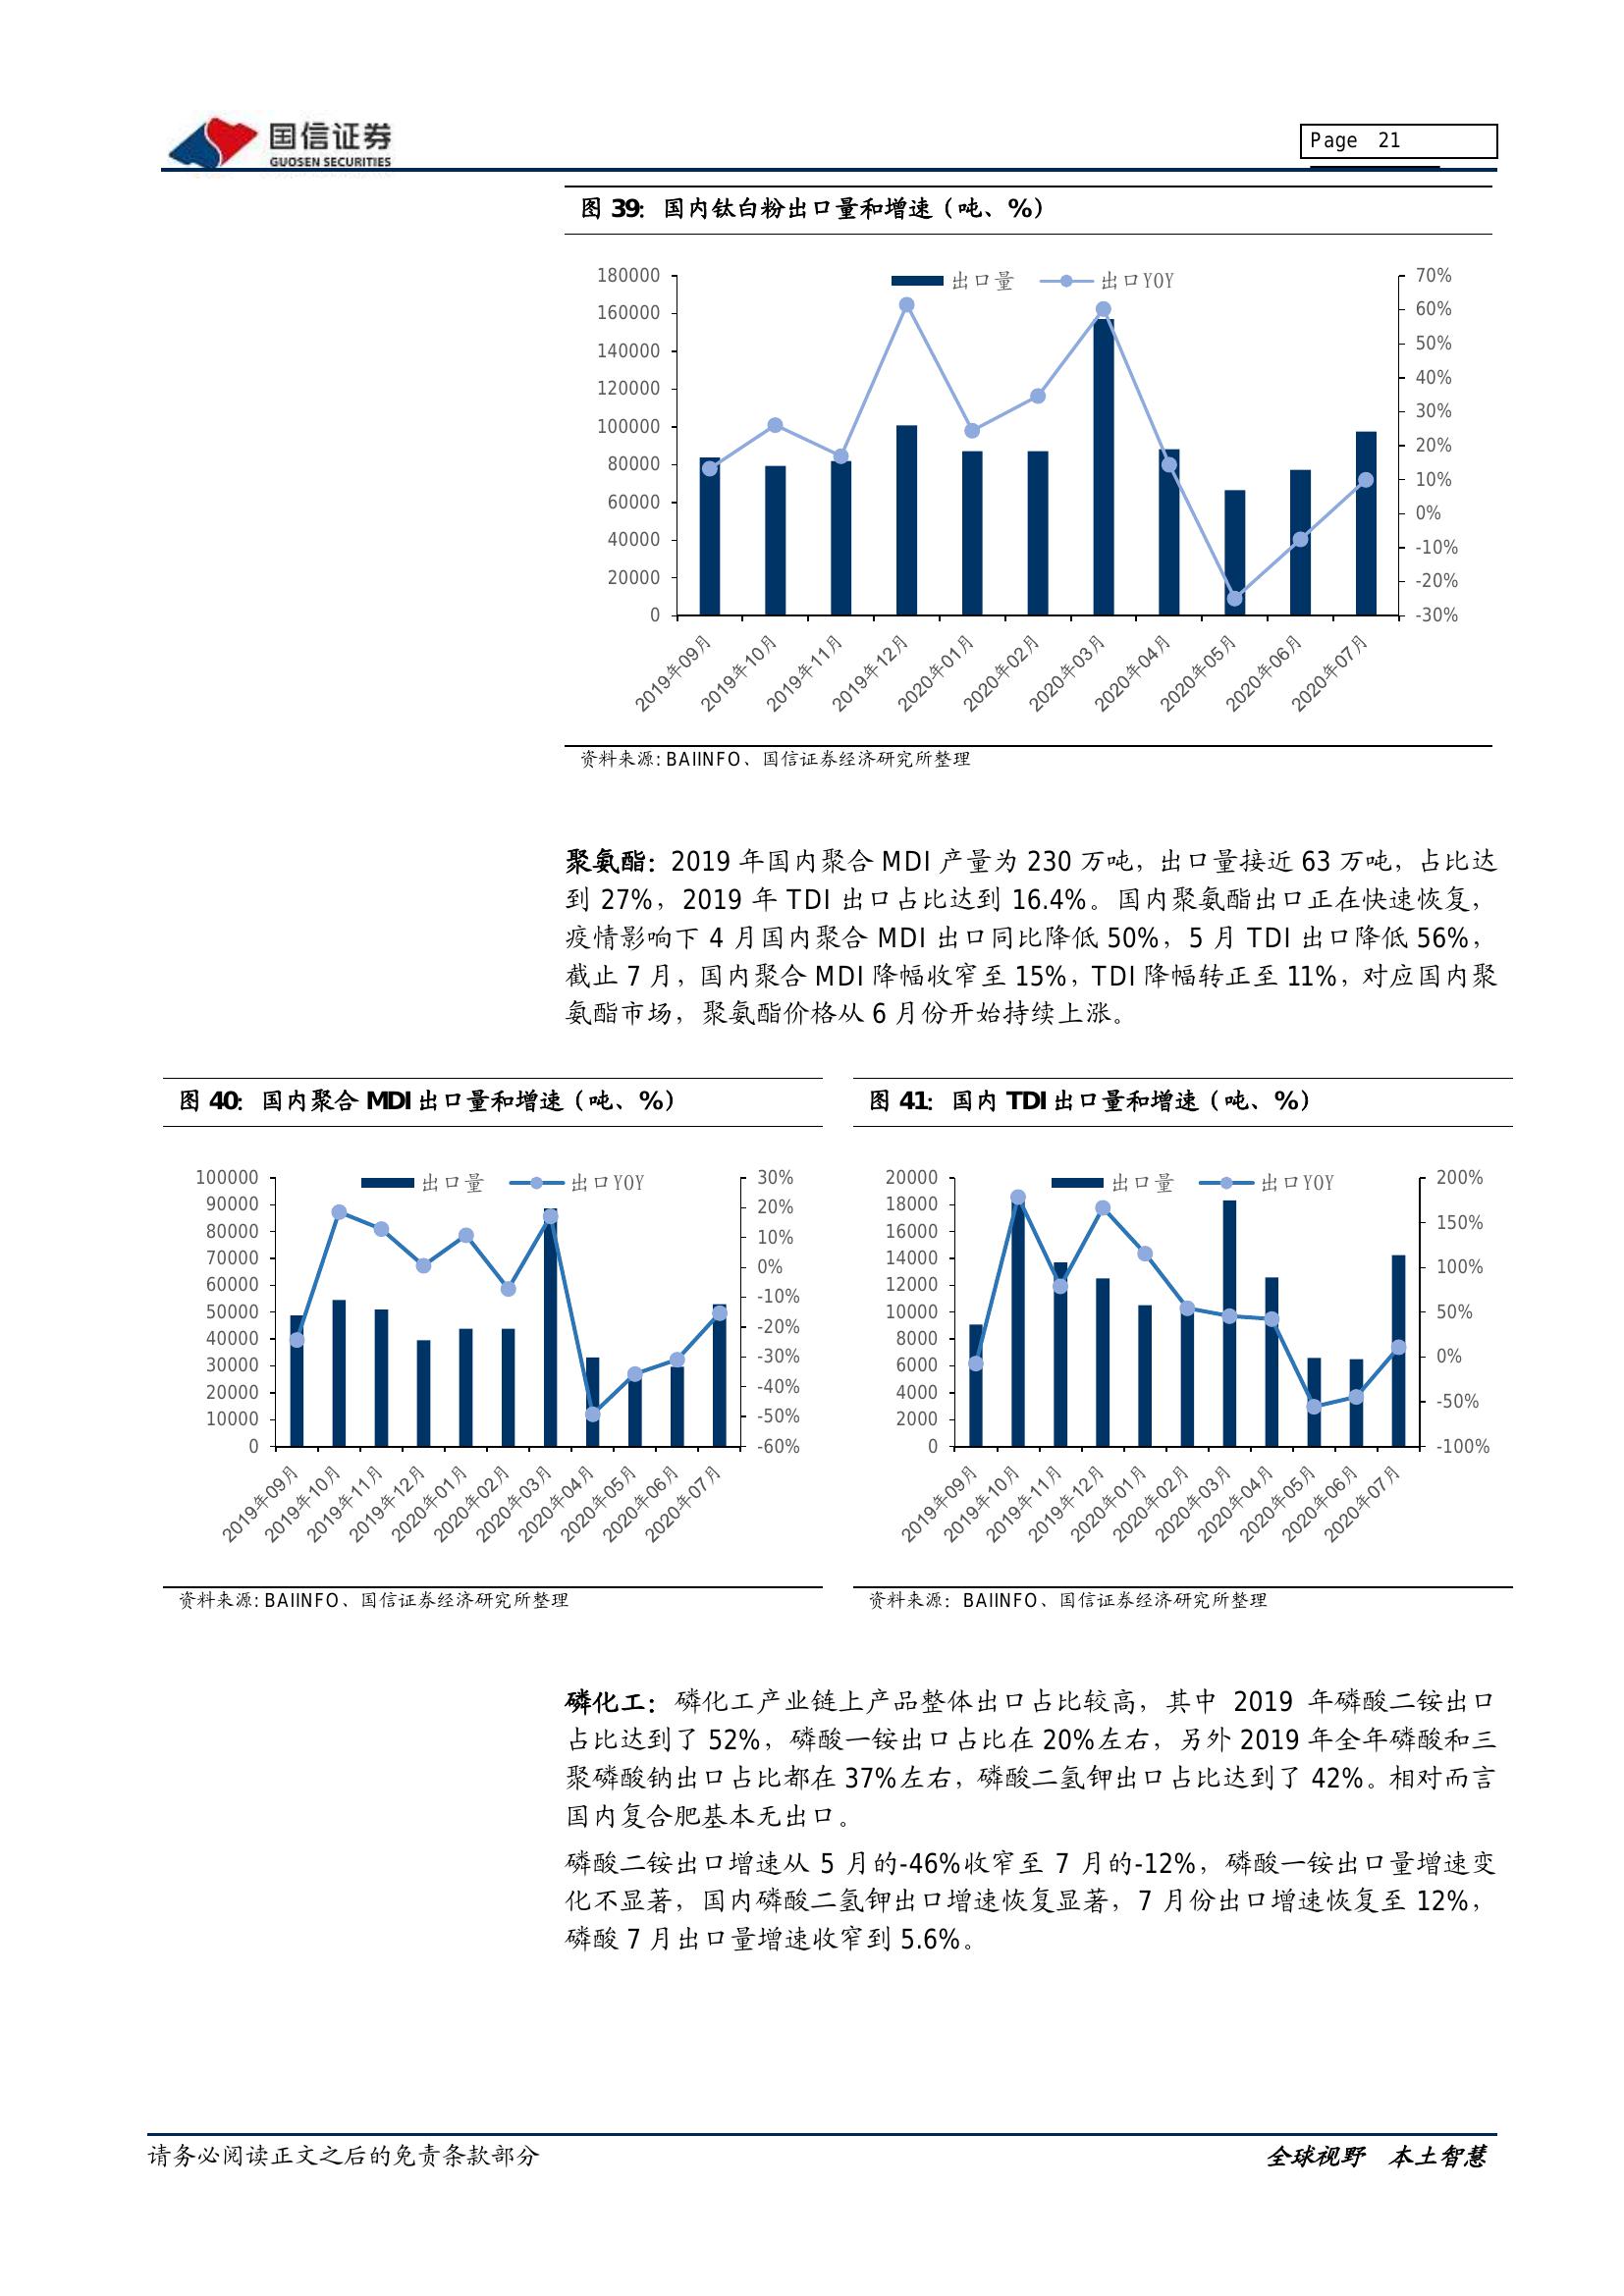 国信证券
GUOSEN SECURITIES
Page 21
图 39：国内钛白粉出口量和增速（吨、%）
出口量 出口YOY
180000
160000
140000
120000
100000
80000
60000
40000
20000
0
70%
60%
50%
40%
30%
20%
10%
0%
-10%
-20%
-30%
2019年09月
2019年10月
2019年11月
2019年12月
2020年01月
2020年02月
2020年03月
2020年04月
2020年05月
2020年06月
2020年07月
资料来源: BAIINFO、国信证券经济研究所整理
聚氨酯：2019 年国内聚合 MDI 产量为 230 万吨，出口量接近 63 万吨，占比达
到 27%，2019 年 TDI 出口占比达到 16.4%。国内聚氨酯出口正在快速恢复，
疫情影响下 4 月国内聚合 MDI 出口同比降低 50%，5 月 TDI 出口降低 56%，
截止 7 月，国内聚合 MDI 降幅收窄至 15%，TDI 降幅转正至 11%，对应国内聚
氨酯市场，聚氨酯价格从 6 月份开始持续上涨。
图 40：国内聚合 MDI 出口量和增速（吨、%）
出口量 出口YOY
100000
90000
80000
70000
60000
50000
40000
30000
20000
10000
0
30%
20%
10%
0%
-10%
-20%
-30%
-40%
-50%
-60%
2019年09月
2019年10月
2019年11月
2019年12月
2020年01月
2020年02月
2020年03月
2020年04月
2020年05月
2020年06月
2020年07月
资料来源: BAIINFO、国信证券经济研究所整理
图 41：国内 TDI 出口量和增速（吨、%）
出口量 出口YOY
20000
18000
16000
14000
12000
10000
8000
6000
4000
2000
0
200%
150%
100%
50%
0%
-50%
-100%
2019年09月
2019年10月
2019年11月
2019年12月
2020年01月
2020年02月
2020年03月
2020年04月
2020年05月
2020年06月
2020年07月
资料来源：BAIINFO、国信证券经济研究所整理
磷化工：磷化工产业链上产品整体出口占比较高，其中 2019 年磷酸二铵出口
占比达到了 52%，磷酸一铵出口占比在 20%左右，另外 2019 年全年磷酸和三
聚磷酸钠出口占比都在 37%左右，磷酸二氢钾出口占比达到了 42%。相对而言
国内复合肥基本无出口。
磷酸二铵出口增速从 5 月的-46%收窄至 7 月的-12%，磷酸一铵出口量增速变
化不显著，国内磷酸二氢钾出口增速恢复显著，7 月份出口增速恢复至 12%，
磷酸 7 月出口量增速收窄到 5.6%。
请务必阅读正文之后的免责条款部分
全球视野 本土智慧